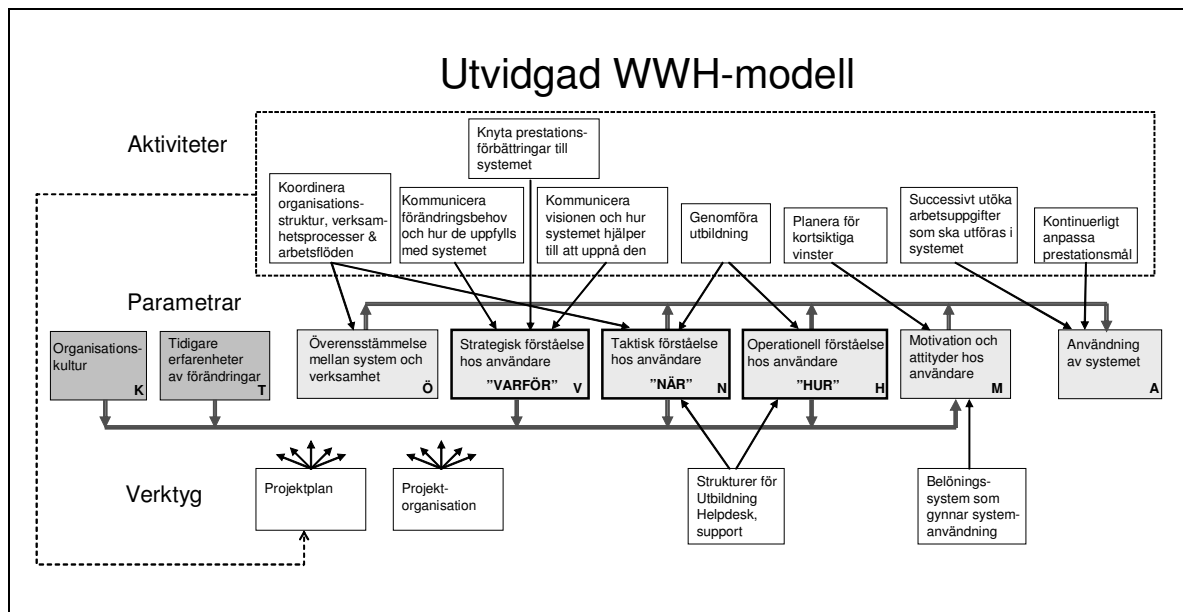 Utvidgad WWH-modell
Aktiviteter
Knyta prestations-
förbättringar till
systemet
Koordinera
organisations-
struktur, verksam-
hetsprocesser &
arbetsflöden
Kommunicera
förändringsbehov
och hur de uppfylls
med systemet
Kommunicera
visionen och hur
systemet hjälper
till att uppnå den
Genomföra
utbildning
Planera för
kortsiktiga
vinster
Successivt utöka
arbetsuppgifter
som ska utföras i
systemet
Kontinuerligt
anpassa
prestationsmål
Parametrar
Organisations-
kultur
K
Tidigare
erfarenheter
av förändringar
T
Överensstämmelse
mellan system och
verksamhet
Ö
Strategisk förståelse
hos användare
”VARFÖR” V
Taktisk förståelse
hos användare
”NÄR” N
Operationell förståelse
hos användare
”HUR” H
Motivation och
attityder hos
användare
M
Användning
av systemet
A
Verktyg
Projektplan
Projekt-
organisation
Strukturer för
Utbildning
Helpdesk,
support
Belönings-
system som
gynnar system-
användning